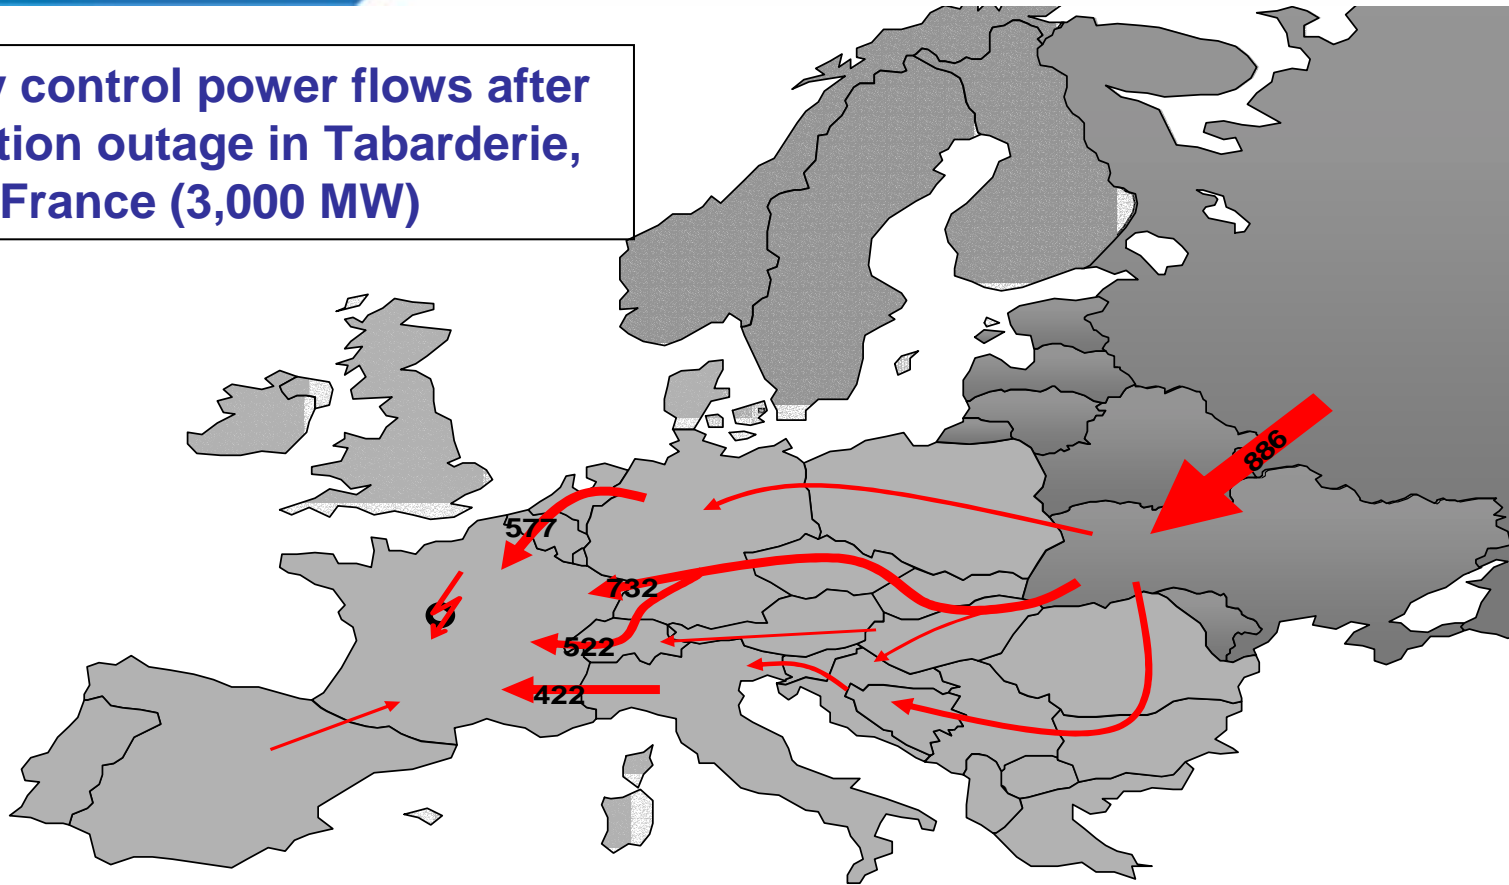 y control power flows after
tion outage in Tabarderie,
France (3,000 MW)
886
577
732
522
422